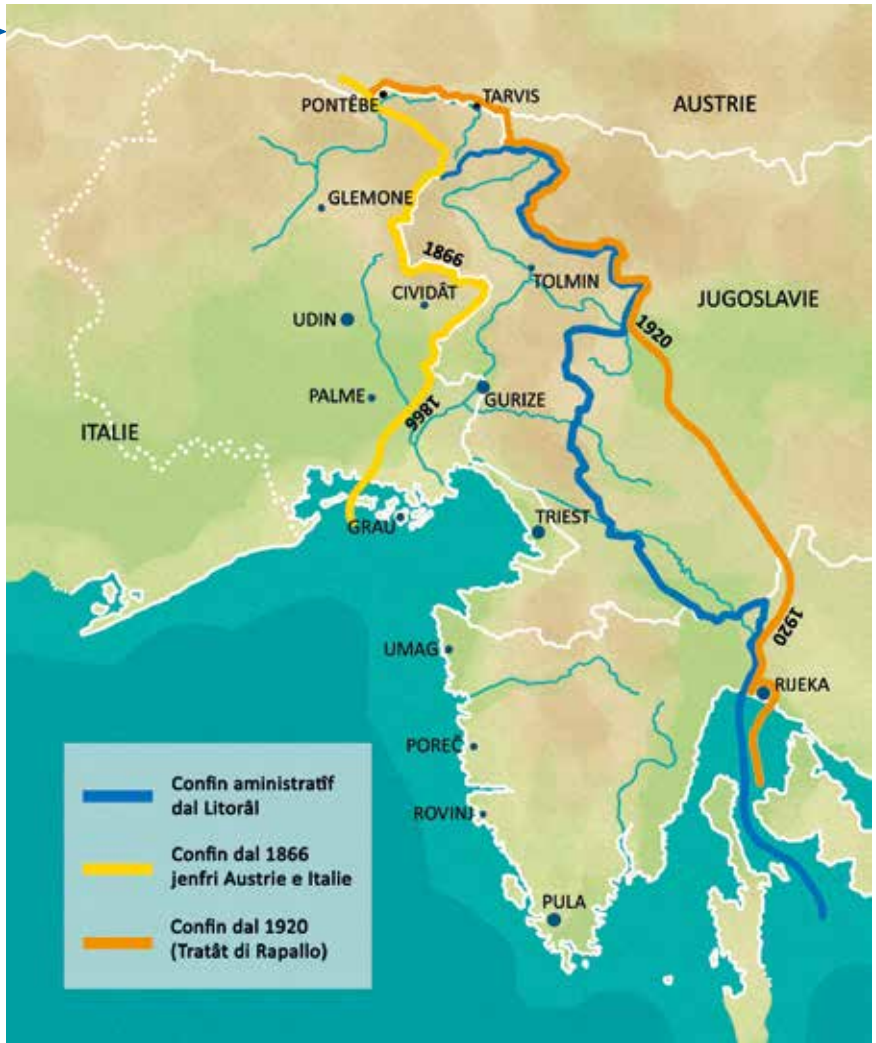 PONTÊBE
TARVIS
AUSTRIE
GLEMONE
1866
TOLMIN
CIVIDÂT
JUGOSLAVIE
UDIN
1920
PALME
1866
GURIZE
ITALIE
GRAU
TRIEST
1920
UMAG
RIJEKA
POREČ
ROVINJ
PULA
Confin aministratîf
dal Litorâl
Confin dal 1866
jenfri Austrie e Italie
Confin dal 1920
(Tratât di Rapallo)